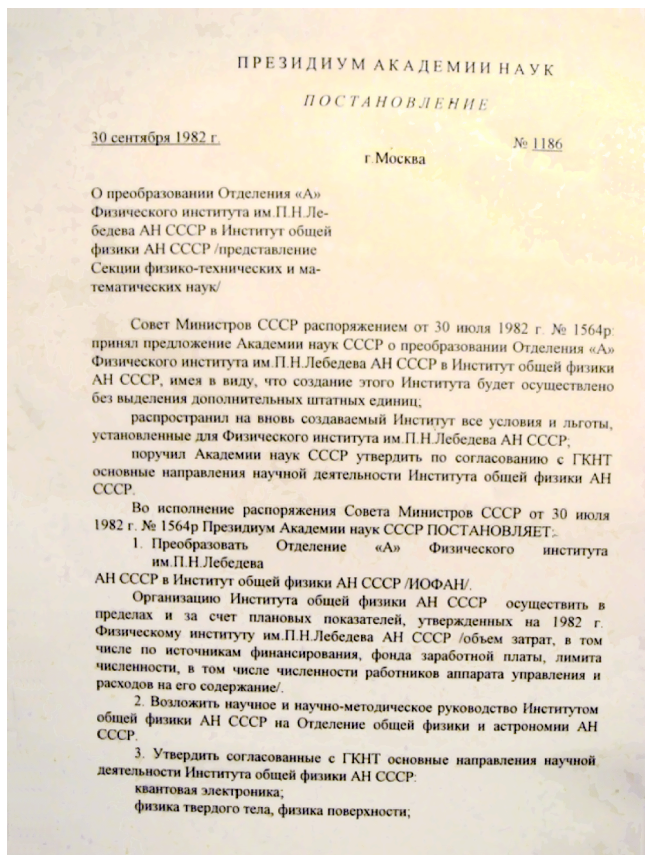 ПРЕЗИДИУМ АКАДЕМИИ НАУК
ПОСТАНОВЛЕНИЕ
30 сентября 1982 г.
№ 1186
г.Москва
О преобразовании Отделения «А»
Физического института им.П.Н.Ле-
бедева АН СССР в Институт общей
физики АН СССР /представление
Секции физико-технических и ма-
тематических наук/
Совет Министров СССР распоряжением от 30 июля 1982 г. № 1564р:
принял предложение Академии наук СССР о преобразовании Отделения «А»
Физического института им.П.Н.Лебедева АН СССР в Институт общей физики
АН СССР, имея в виду, что создание этого Института будет осуществлено
без выделения дополнительных штатных единиц;
распространил на вновь создаваемый Институт все условия и льготы,
установленные для Физического института им.П.Н.Лебедева АН СССР;
поручил Академии наук СССР утвердить по согласованию с ГКНТ
основные направления научной деятельности Института общей физики АН
СССР.
Во исполнение распоряжения Совета Министров СССР от 30 июля
1982 г. № 1564р Президиум Академии наук СССР ПОСТАНОВЛЯЕТ:
1. Преобразовать Отделение «А» Физического института
им.П.Н.Лебедева
АН СССР в Институт общей физики АН СССР /ИОФАН/.
Организацию Института общей физики АН СССР осуществить в
пределах и за счет плановых показателей, утвержденных на 1982 г.
Физическому институту им.П.Н.Лебедева АН СССР /объем затрат, в том
числе по источникам финансирования, фонда заработной платы, лимита
численности, в том числе численности работников аппарата управления и
расходов на его содержание/.
2. Возложить научное и научно-методическое руководство Институтом
общей физики АН СССР на Отделение общей физики и астрономии АН
СССР.
3. Утвердить согласованные с ГКНТ основные направления научной
деятельности Института общей физики АН СССР:
квантовая электроника;
физика твердого тела, физика поверхности;